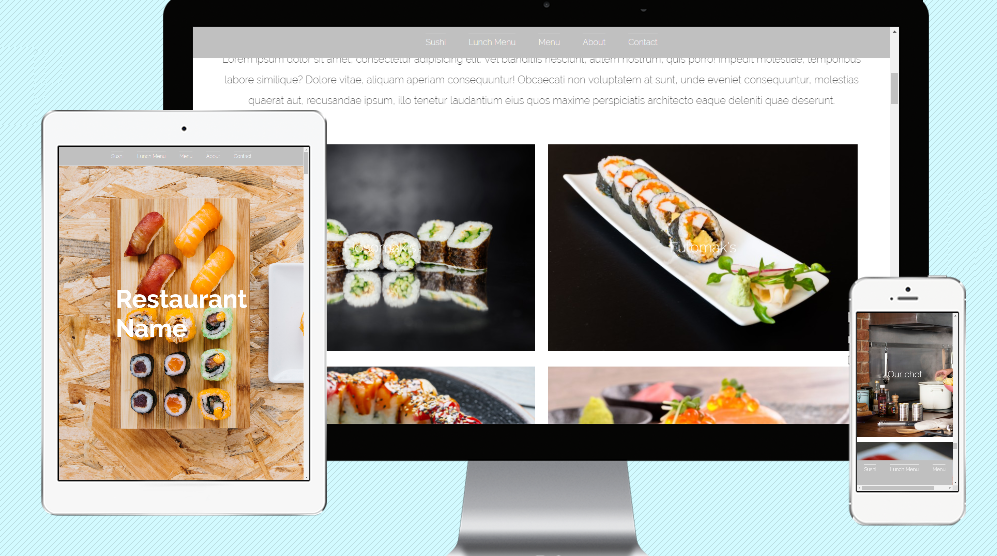 Sushi Lunch Menu Menu About Contact
Lorem ipsum dolor sit amet, consectetur adipisicing elit. Vel blanditiis nesciunt, autem nostrum, quis porro impedit molestiae, temporibus
labore similique? Dolore vitae, aliquam aperiam consequuntur! Obcaecati non voluptatem at sunt, unde eveniet consequuntur, molestias
quaerat aut, recusandae ipsum, illo tenetur laudantium eius quos maxime perspiciatis architecto eaque deleniti quae deserunt.
Futomak's
Sushi Lunch Menu Menu About Contact
Restaurant
Name
Our chef
Sushi Lunch Menu Menu